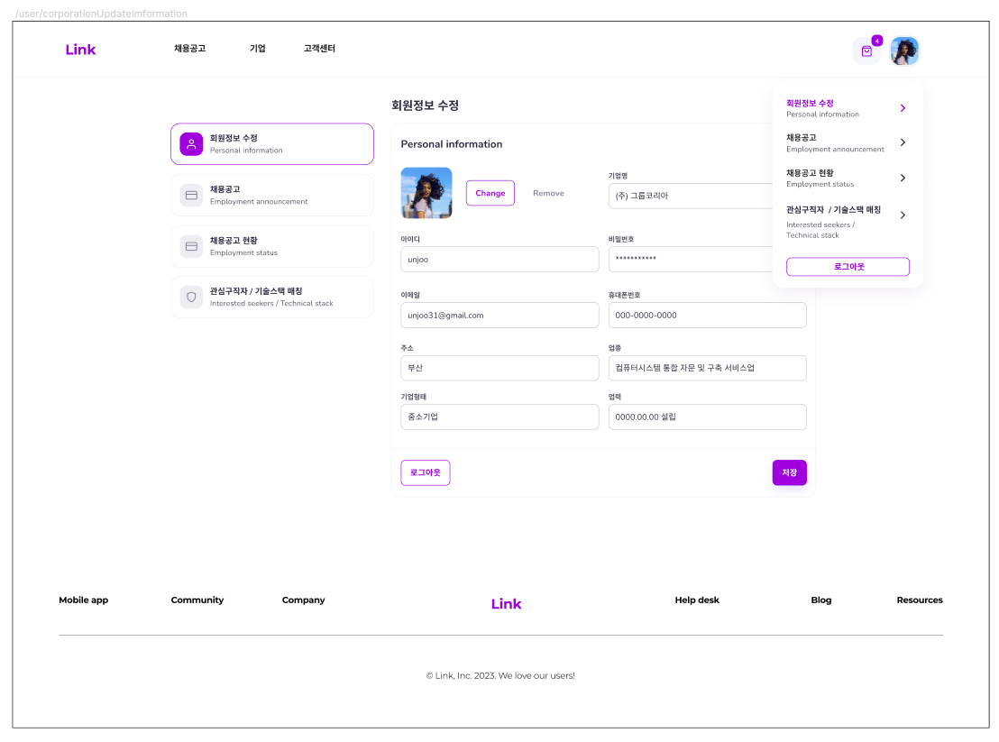 /user/corporationUpdateImformation
Link
채용공고
기업
고객센터
4
회원정보 수정
Personal information
채용공고
Employment announcement
채용공고 현황
Employment status
관심구직자 / 기술스택 매칭
Interested seekers /
Technical stack
로그아웃
회원정보 수정
Personal information
채용공고
Employment announcement
채용공고 현황
Employment status
관심구직자 / 기술스택 매칭
Interested seekers / Technical stack
회원정보 수정
Personal information
Change
Remove
기업명
(주) 그룹코리아
아이디
unjoo
비밀번호
***********
이메일
unjoo31@gmail.com
휴대폰번호
000-0000-0000
주소
부산
업종
컴퓨터시스템 통합 자문 및 구축 서비스업
기업형태
중소기업
업력
0000.00.00 설립
로그아웃
저장
Mobile app
Community
Company
Link
Help desk
Blog
Resources
© Link, Inc. 2023. We love our users!